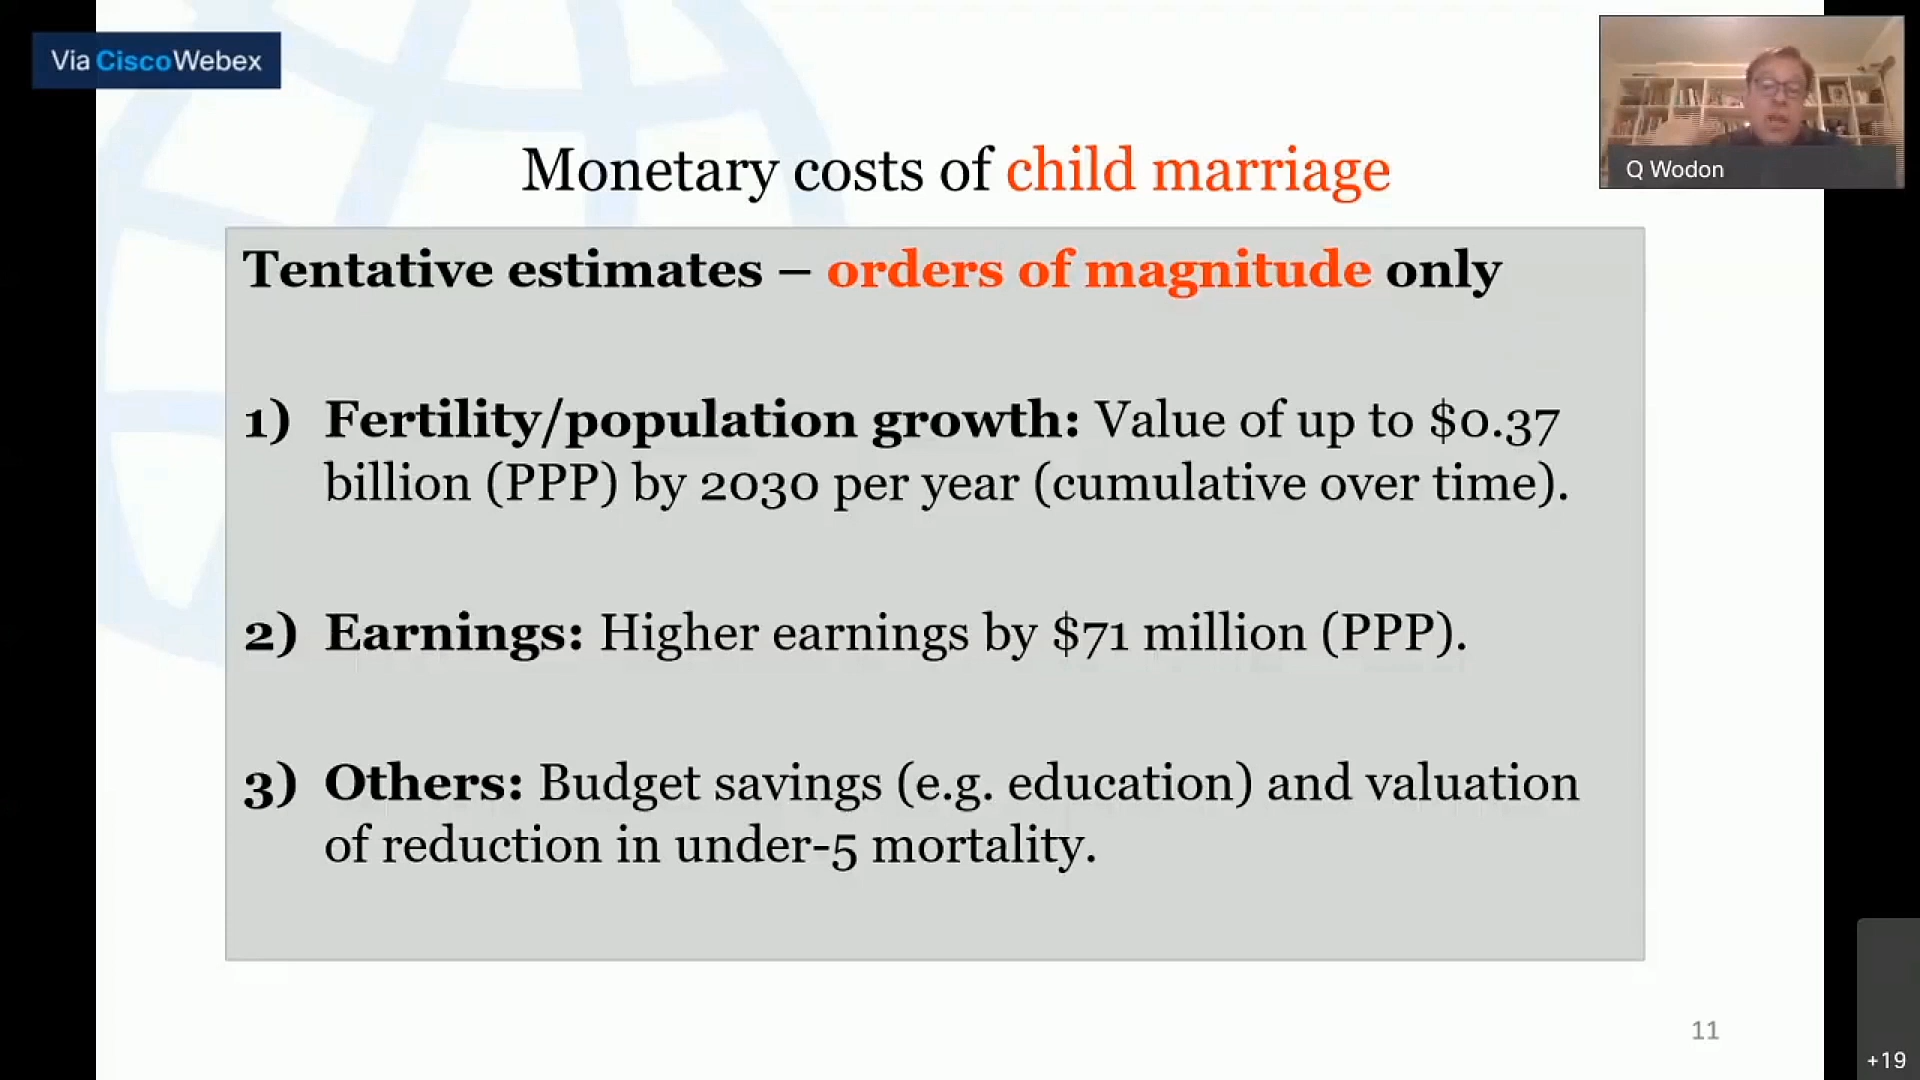 Via CiscoWebex
Q Wodon
Monetary costs of child marriage
Tentative estimates – orders of magnitude only
1) Fertility/population growth: Value of up to $0.37
billion (PPP) by 2030 per year (cumulative over time).
2) Earnings: Higher earnings by $71 million (PPP).
3) Others: Budget savings (e.g. education) and valuation
of reduction in under-5 mortality.
11
+19